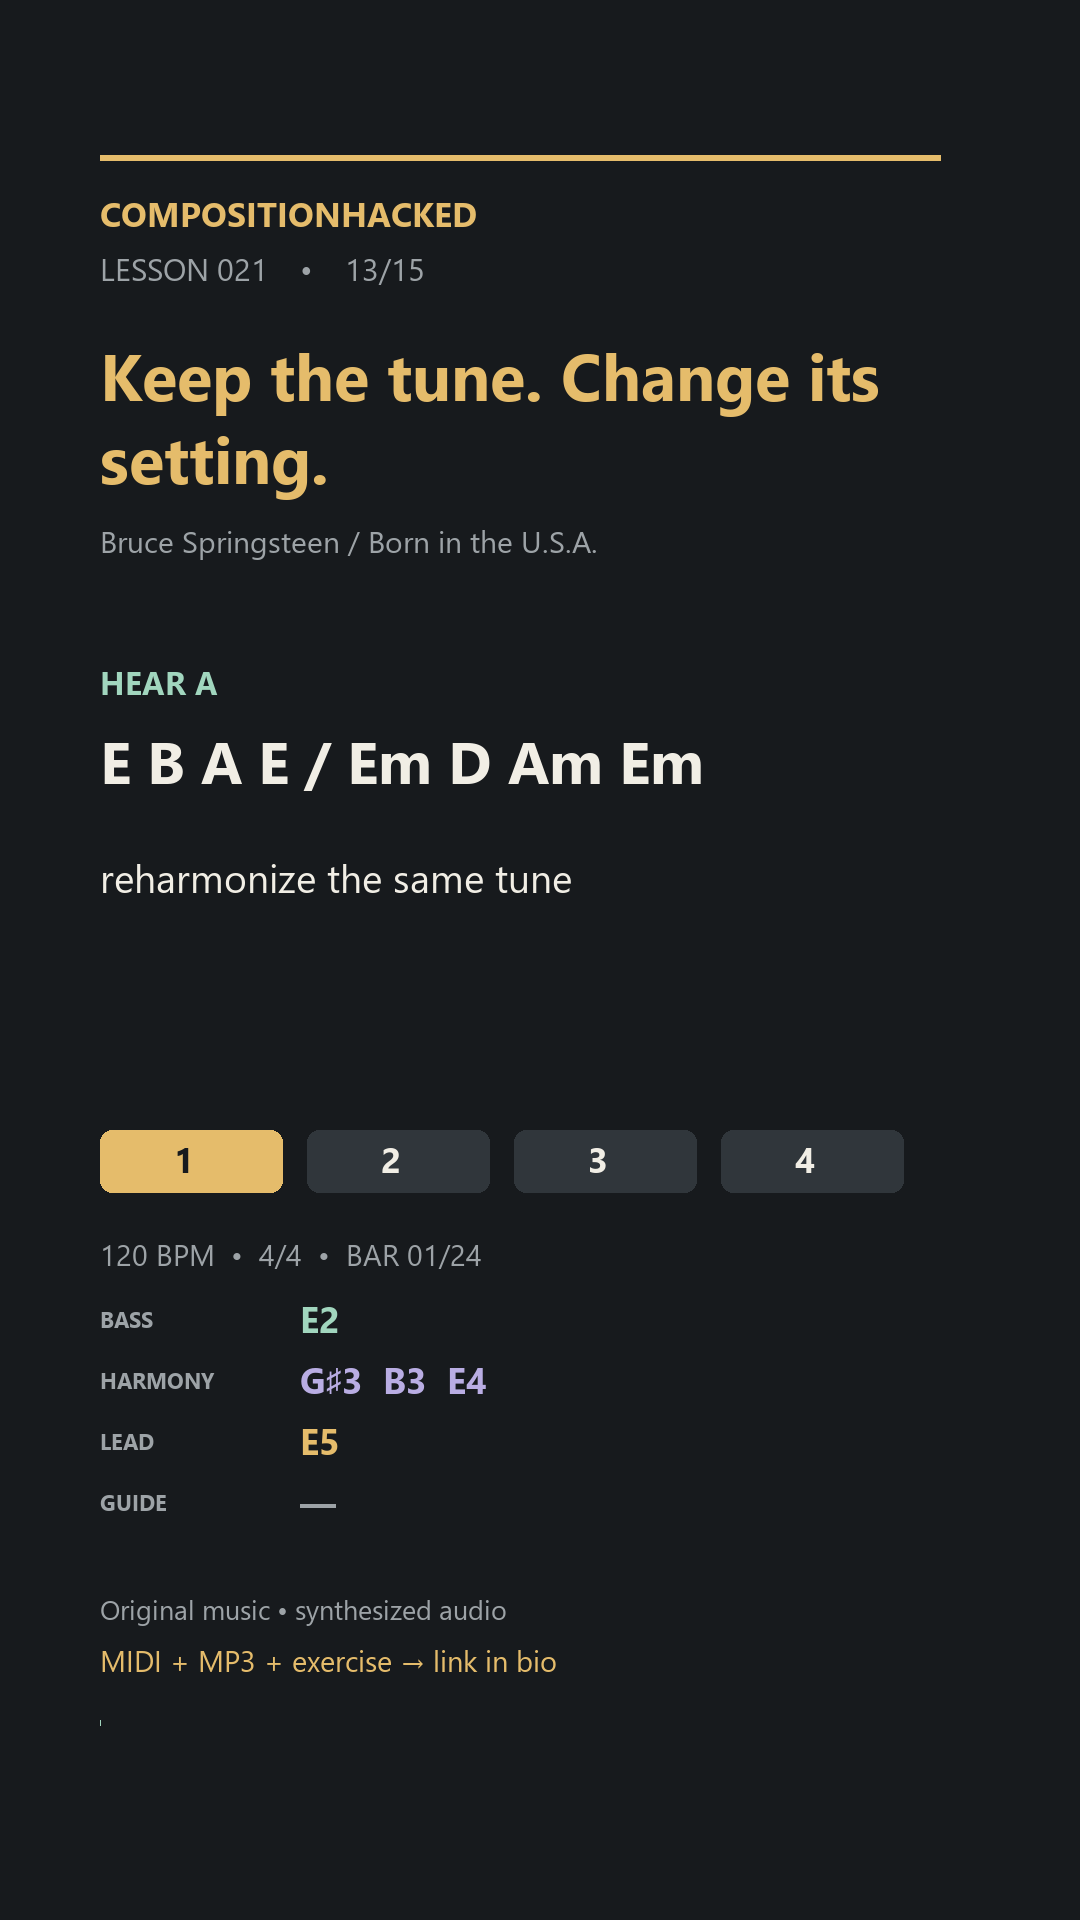 COMPOSITIONHACKED
LESSON 021 • 13/15
Keep the tune. Change its
setting.
Bruce Springsteen / Born in the U.S.A.
HEAR A
E B A E / Em D Am Em
reharmonize the same tune
1 2 3 4
120 BPM • 4/4 • BAR 01/24
BASS E2
HARMONY G♯3 B3 E4
LEAD E5
GUIDE —
Original music • synthesized audio
MIDI + MP3 + exercise → link in bio